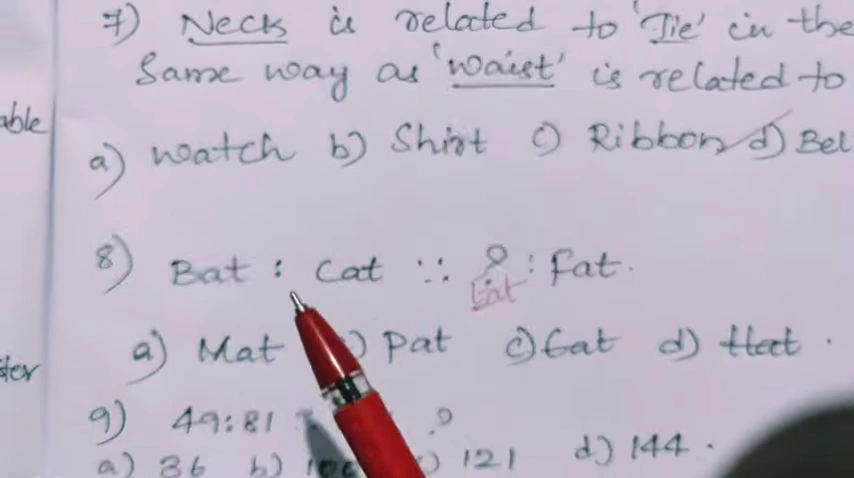 7) Neck is related to 'Tie' in the
Same way as 'waist' is related to
able
a) watch b) Shirt c) Ribbon d) Bel
8) Bat : Cat :: ? : Fat.
Eat
a) Mat ) Pat c) Eat d) Hat.
ster
9) 49:81 : ?
a) 36 b) 100 c) 121 d) 144.